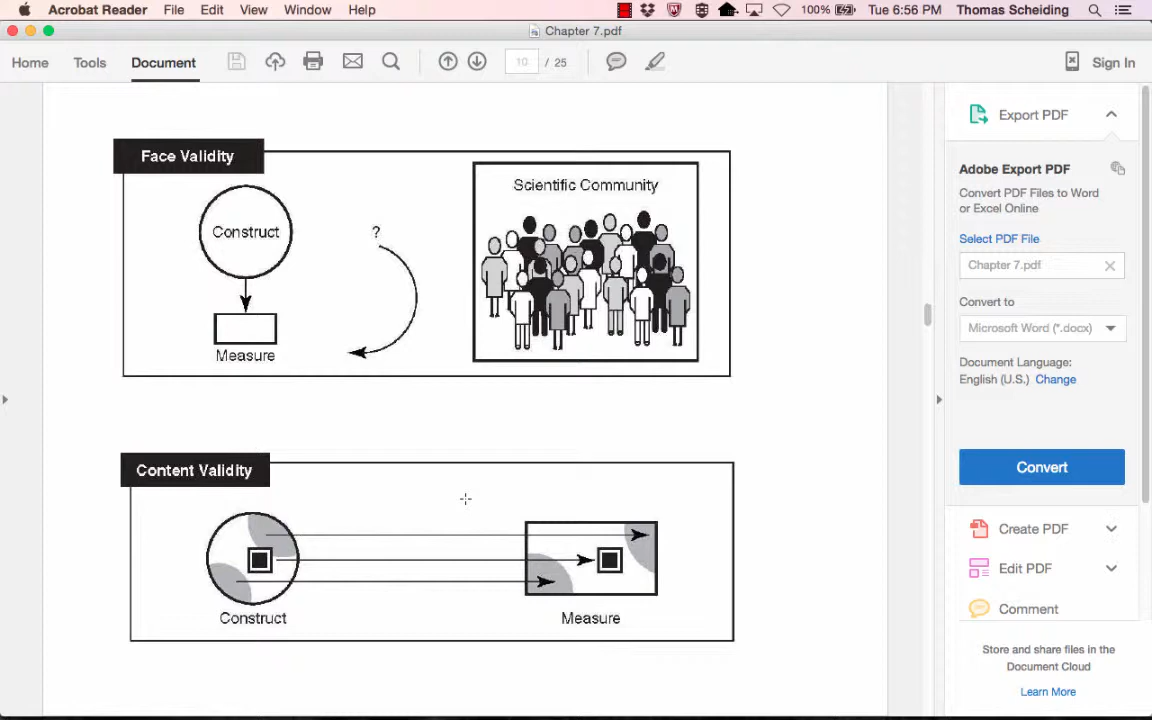 Acrobat Reader File Edit View Window Help 100% Tue 6:56 PM Thomas Scheiding
Chapter 7.pdf
Home Tools Document 10 / 25 Sign In
Face Validity
Construct
?
Measure
Scientific Community
Content Validity
Construct
Measure
Export PDF
Adobe Export PDF
Convert PDF Files to Word
or Excel Online
Select PDF File
Chapter 7.pdf
Convert to
Microsoft Word (*.docx)
Document Language:
English (U.S.) Change
Convert
Create PDF
Edit PDF
Comment
Store and share files in the
Document Cloud
Learn More